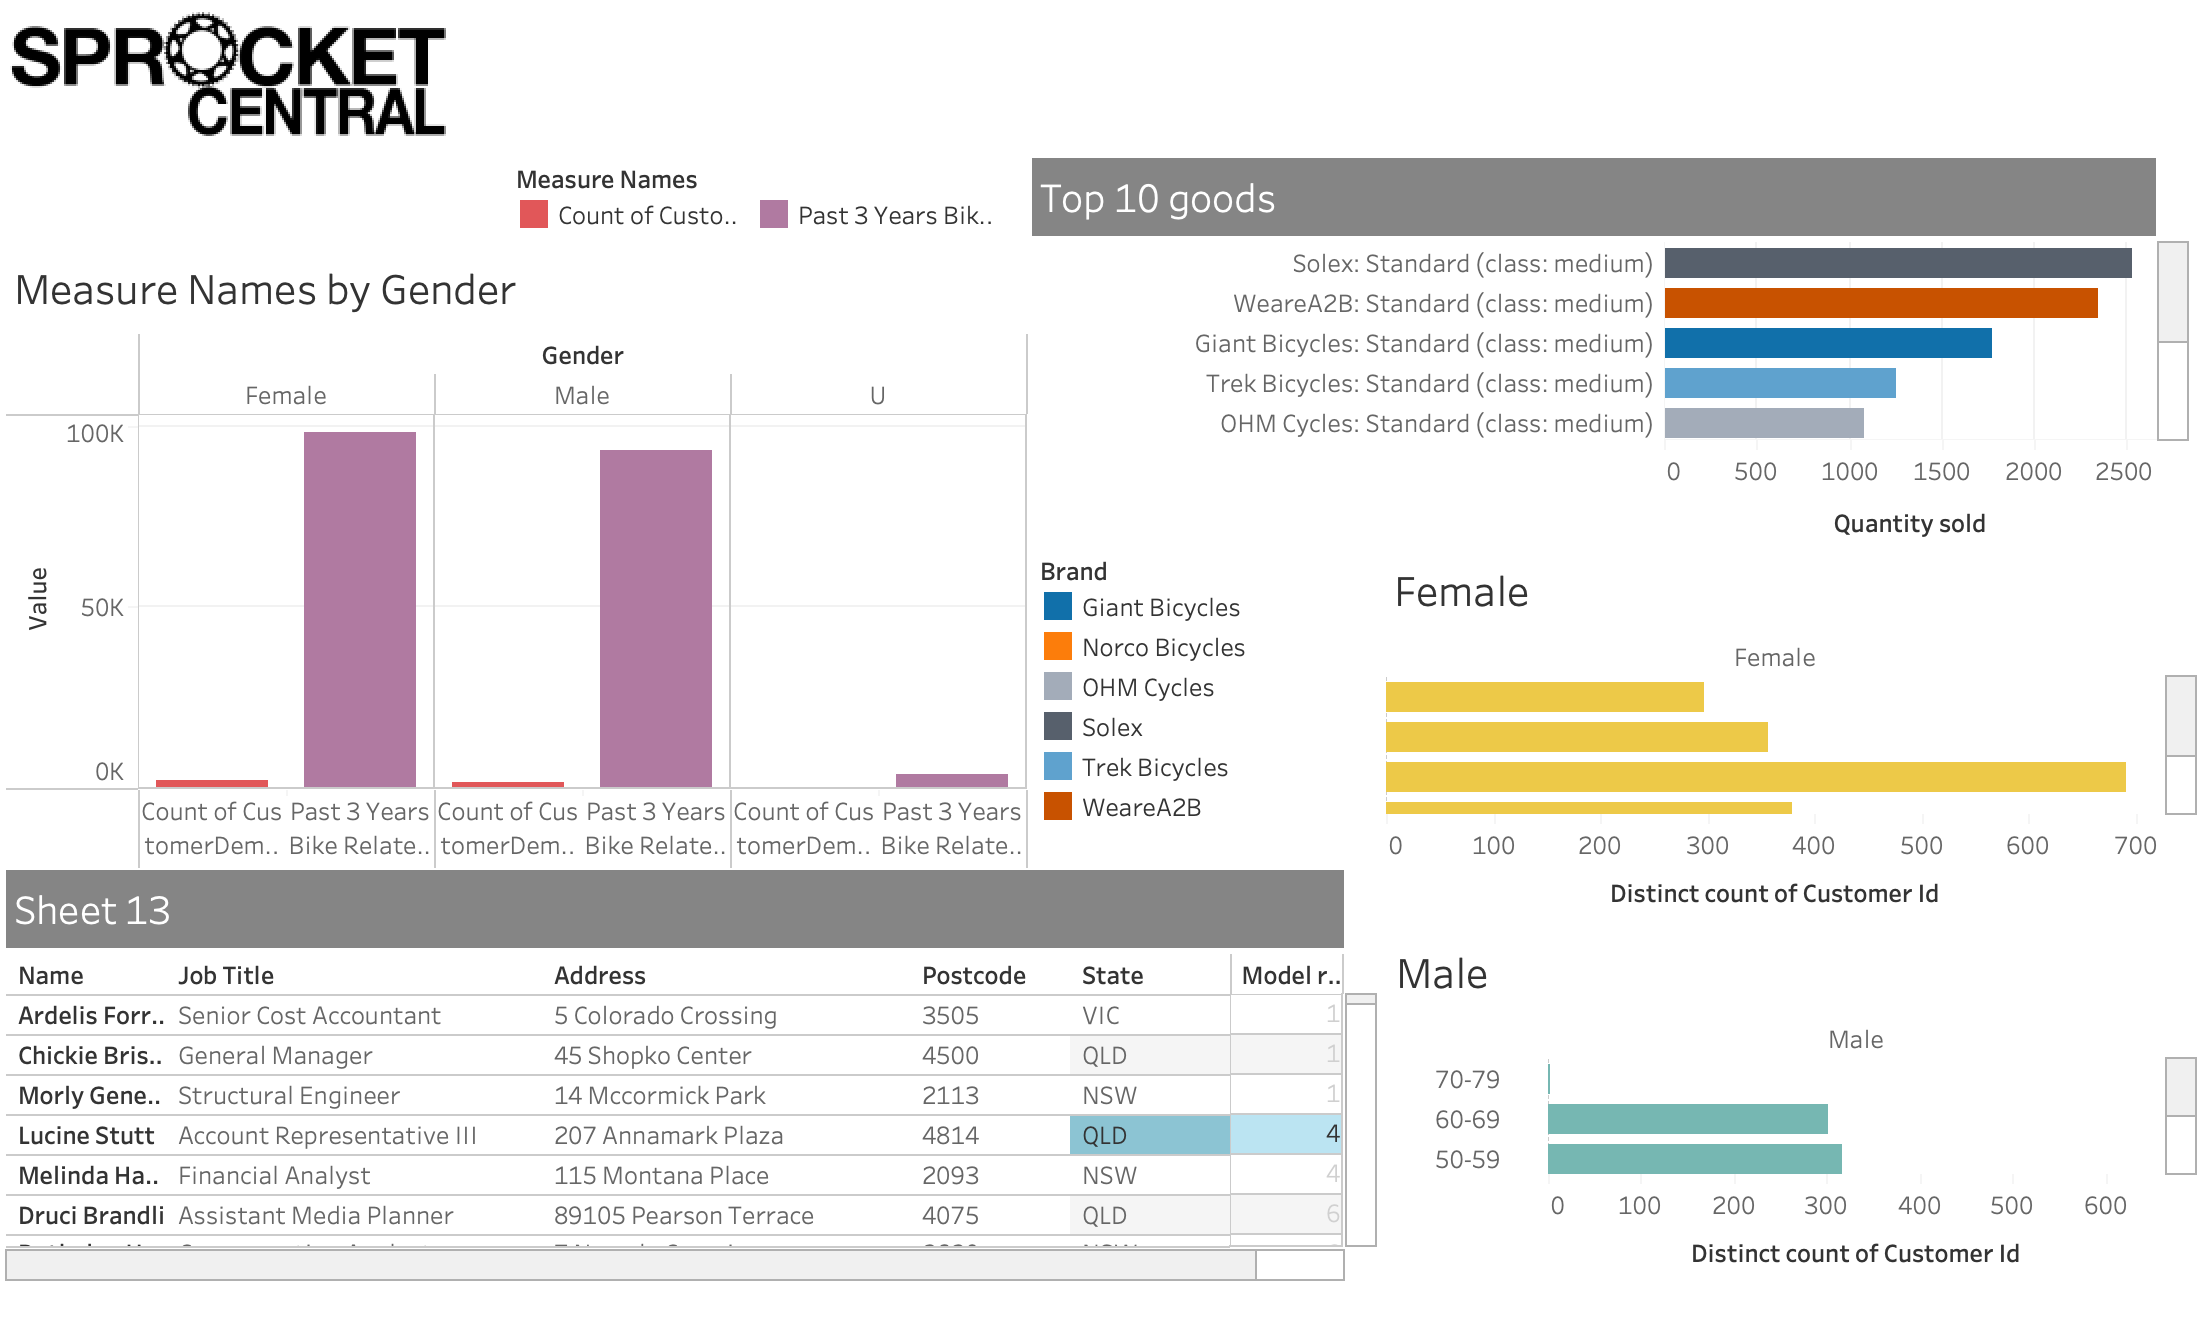 SPROCKET
CENTRAL
Measure Names
Count of Custo.. Past 3 Years Bik..
Measure Names by Gender
Gender
Female Male U
100K
50K
0K
Value
Count of Cus Past 3 Years Count of Cus Past 3 Years Count of Cus Past 3 Years
tomerDem.. Bike Relate.. tomerDem.. Bike Relate.. tomerDem.. Bike Relate..
Top 10 goods
Solex: Standard (class: medium)
WeareA2B: Standard (class: medium)
Giant Bicycles: Standard (class: medium)
Trek Bicycles: Standard (class: medium)
OHM Cycles: Standard (class: medium)
0 500 1000 1500 2000 2500
Quantity sold
Brand
Giant Bicycles
Norco Bicycles
OHM Cycles
Solex
Trek Bicycles
WeareA2B
Female
Female
0 100 200 300 400 500 600 700
Distinct count of Customer Id
Sheet 13
Name Job Title Address Postcode State Model r..
Ardelis Forr.. Senior Cost Accountant 5 Colorado Crossing 3505 VIC 1
Chickie Bris.. General Manager 45 Shopko Center 4500 QLD 1
Morly Gene.. Structural Engineer 14 Mccormick Park 2113 NSW 1
Lucine Stutt Account Representative III 207 Annamark Plaza 4814 QLD 4
Melinda Ha.. Financial Analyst 115 Montana Place 2093 NSW 4
Druci Brandli Assistant Media Planner 89105 Pearson Terrace 4075 QLD 6
Male
Male
70-79
60-69
50-59
0 100 200 300 400 500 600
Distinct count of Customer Id